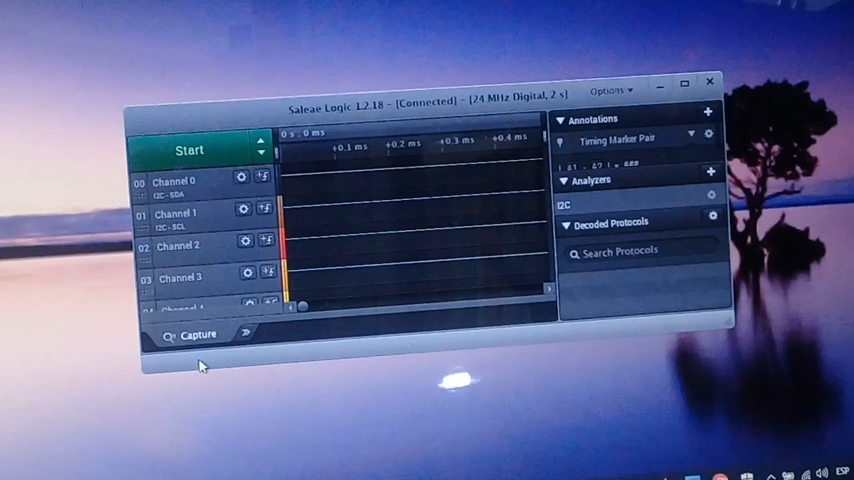 Saleae Logic 1.2.18 - [Connected] - [24 MHz Digital, 2 s]
Options
Start
0 s : 0 ms
+0.1 ms
+0.2 ms
+0.3 ms
+0.4 ms
00 Channel 0
I2C - SDA
01 Channel 1
I2C - SCL
02 Channel 2
03 Channel 3
Annotations
Timing Marker Pair
Analyzers
I2C
Decoded Protocols
Search Protocols
Capture
ESP